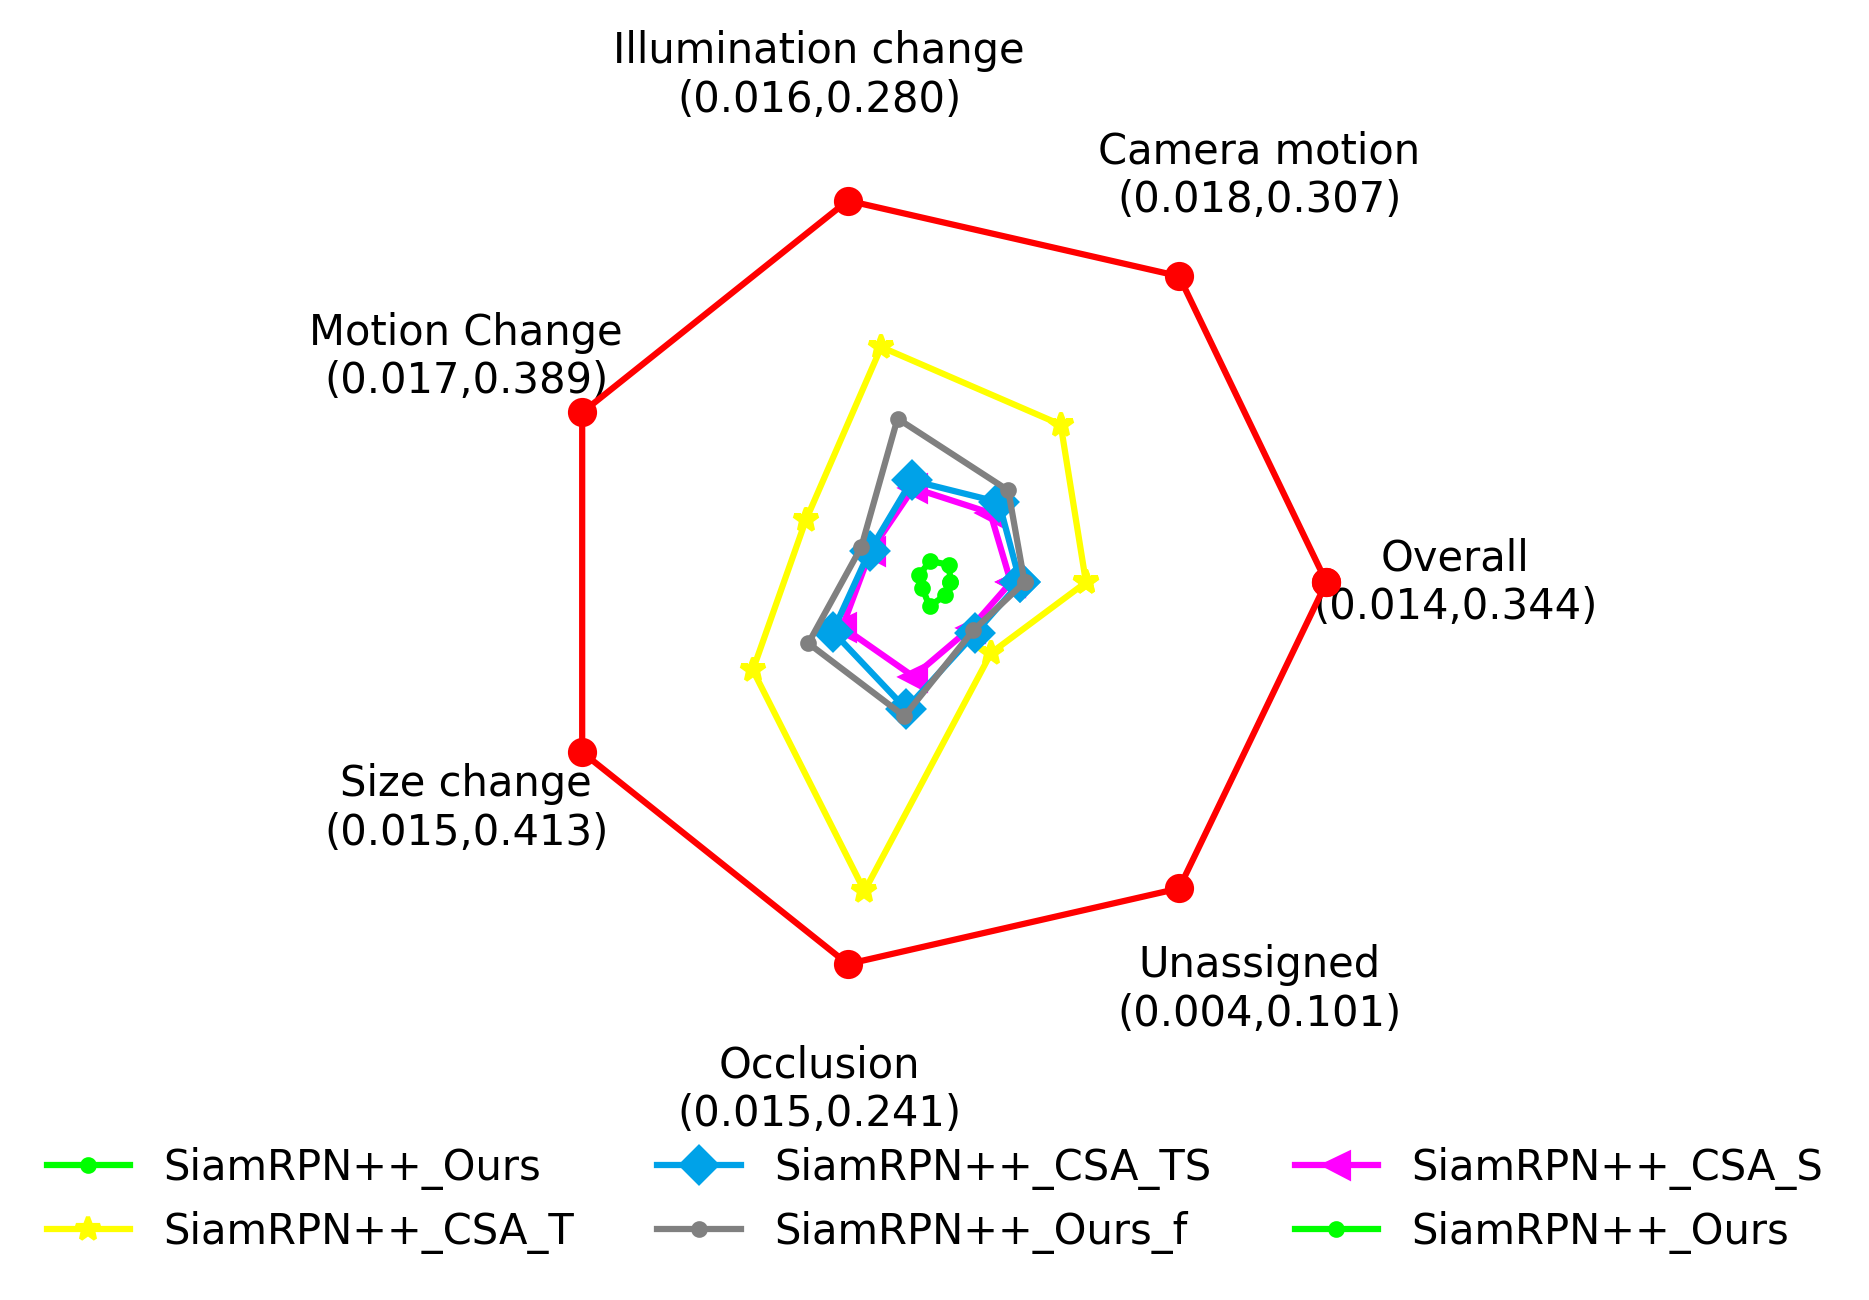 Illumination change
(0.016,0.280)
Camera motion
(0.018,0.307)
Motion Change
(0.017,0.389)
Overall
(0.014,0.344)
Size change
(0.015,0.413)
Unassigned
(0.004,0.101)
Occlusion
(0.015,0.241)
SiamRPN++_Ours
SiamRPN++_CSA_TS
SiamRPN++_CSA_S
SiamRPN++_CSA_T
SiamRPN++_Ours_f
SiamRPN++_Ours